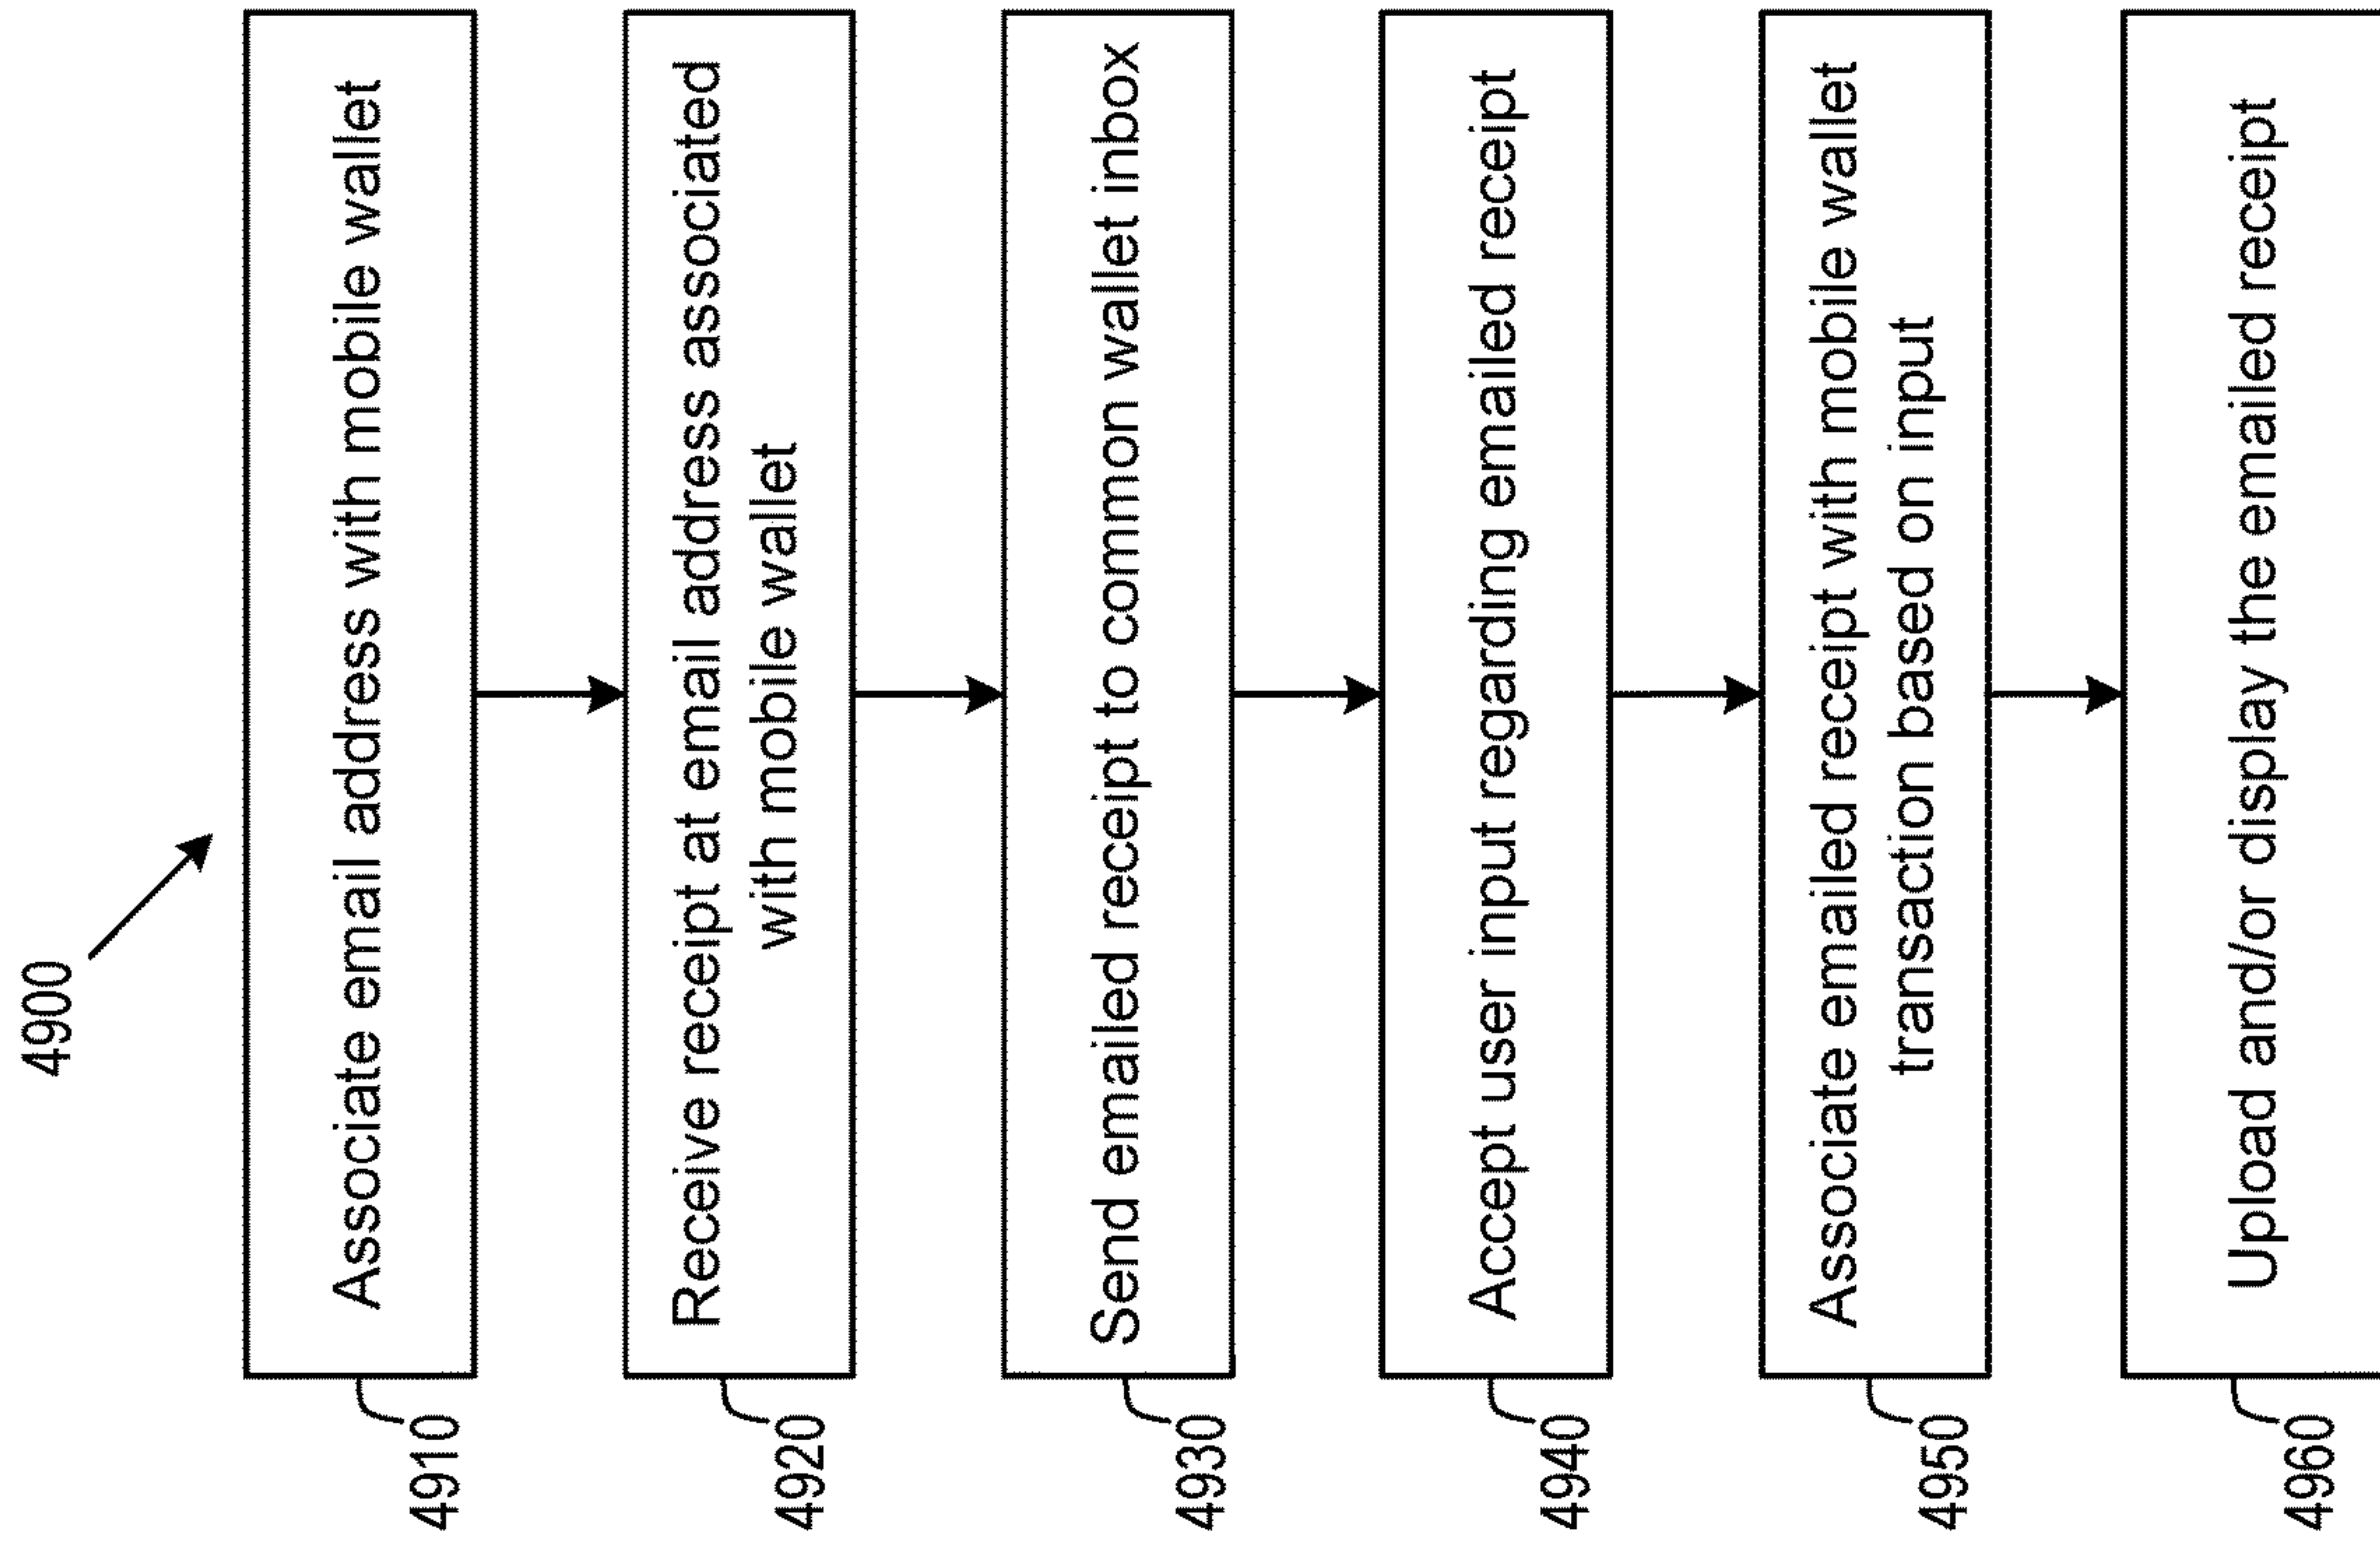 4900
Associate email address with mobile wallet
4910
Receive receipt at email address associated
with mobile wallet
4920
Send emailed receipt to common wallet inbox
4930
Accept user input regarding emailed receipt
4940
Associate emailed receipt with mobile wallet
transaction based on input
4950
Upload and/or display the emailed receipt
4960